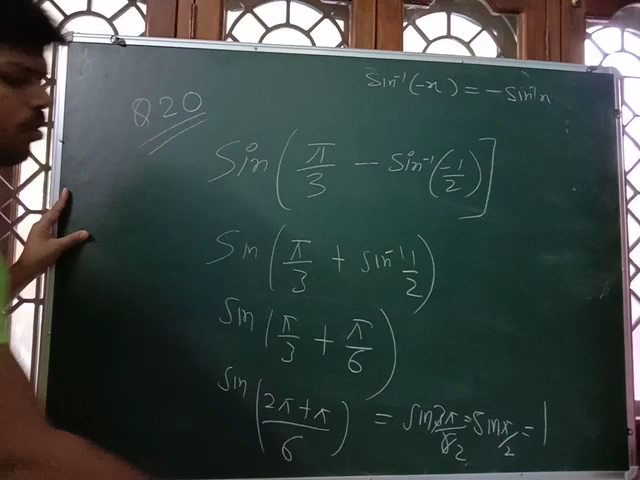 Sin⁻¹(-x) = -Sin⁻¹x
Q20
Sin(π/3 - Sin⁻¹(-1/2)]
Sin(π/3 + Sin⁻¹ 1/2)
Sin(π/3 + π/6)
Sin((2π+π)/6) = Sin 3π/6 2 = Sin π/2 = 1